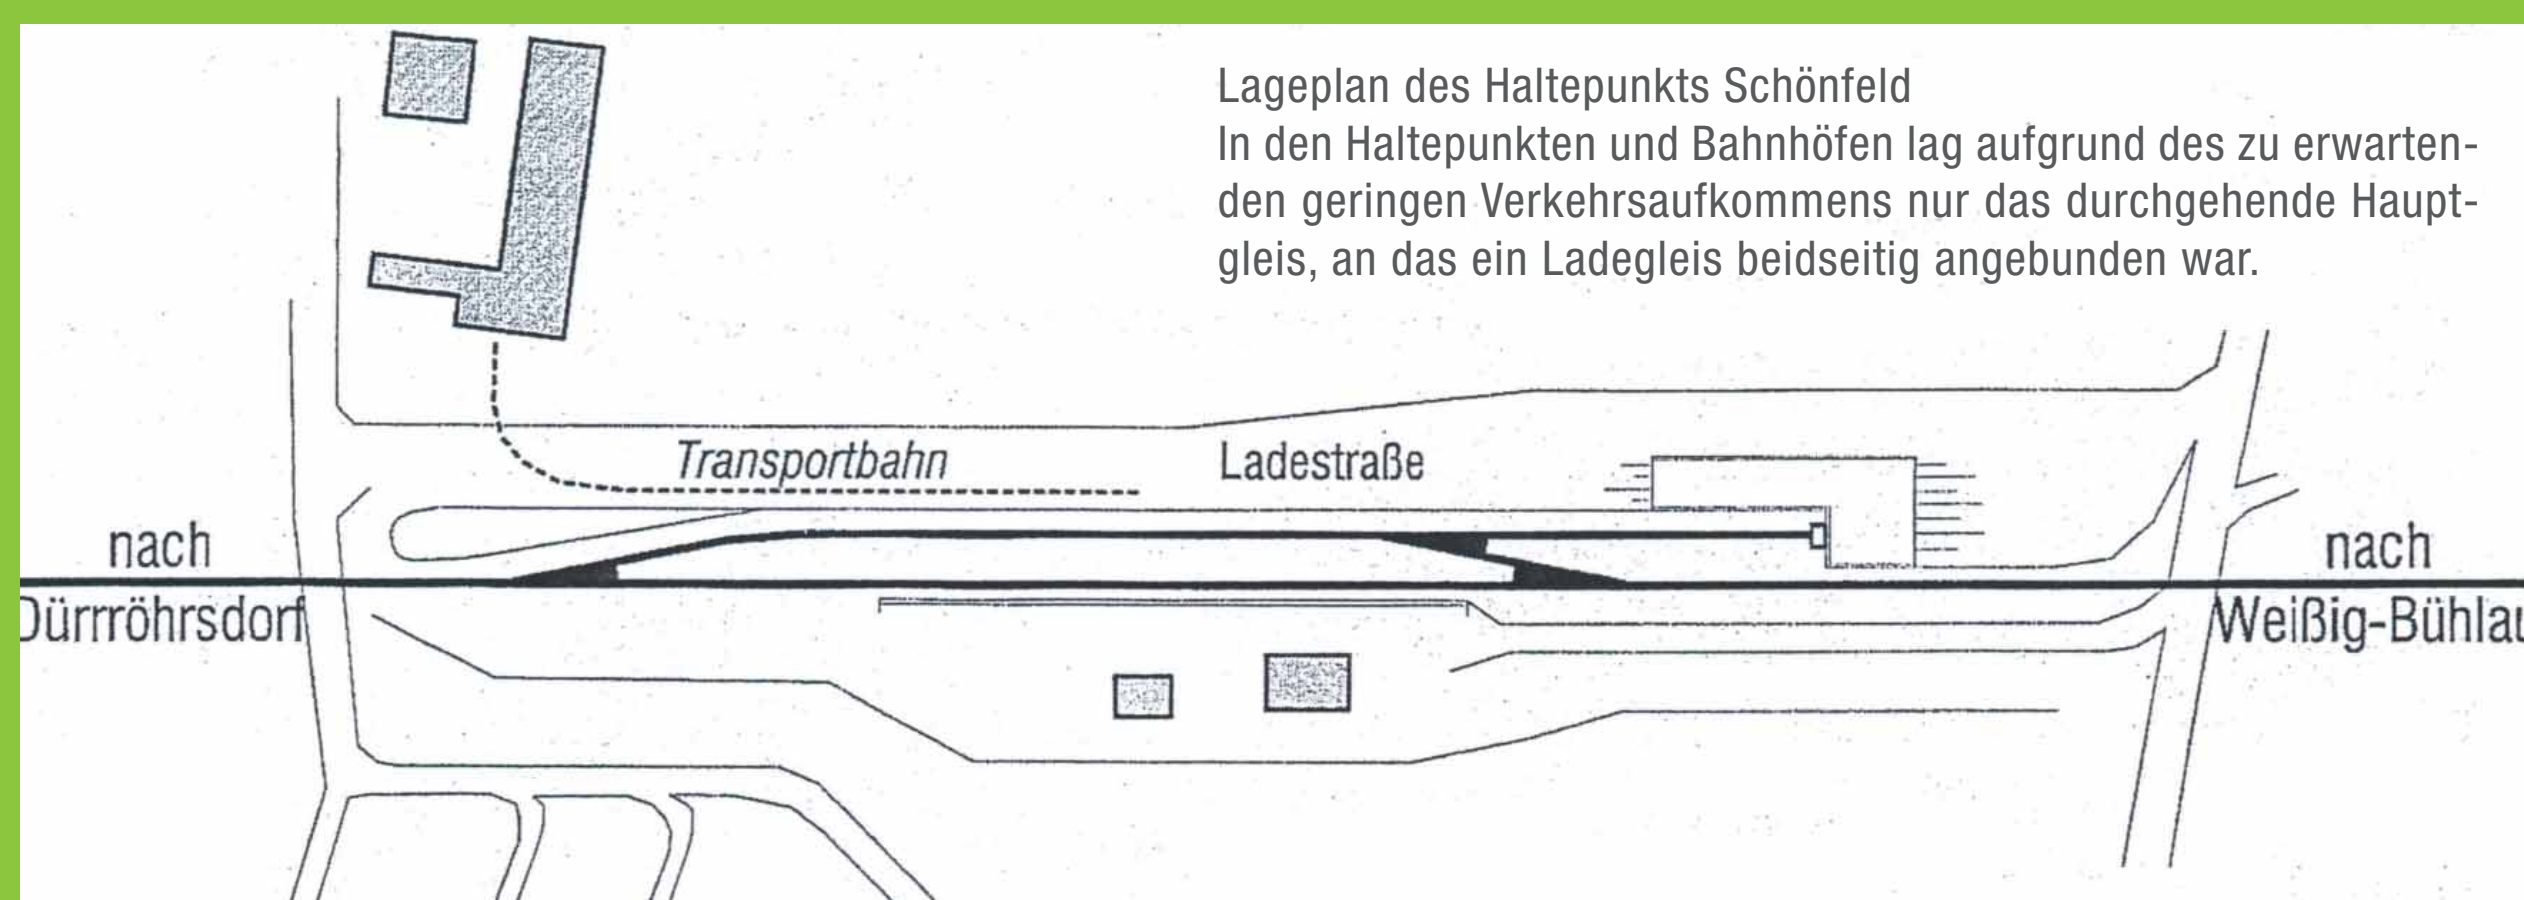 Lageplan des Haltepunkts Schönfeld
In den Haltepunkten und Bahnhöfen lag aufgrund des zu erwarten-
den geringen Verkehrsaufkommens nur das durchgehende Haupt-
gleis, an das ein Ladegleis beidseitig angebunden war.
Transportbahn
Ladestraße
nach
Dürrröhrsdorf
nach
Weißig-Bühlau